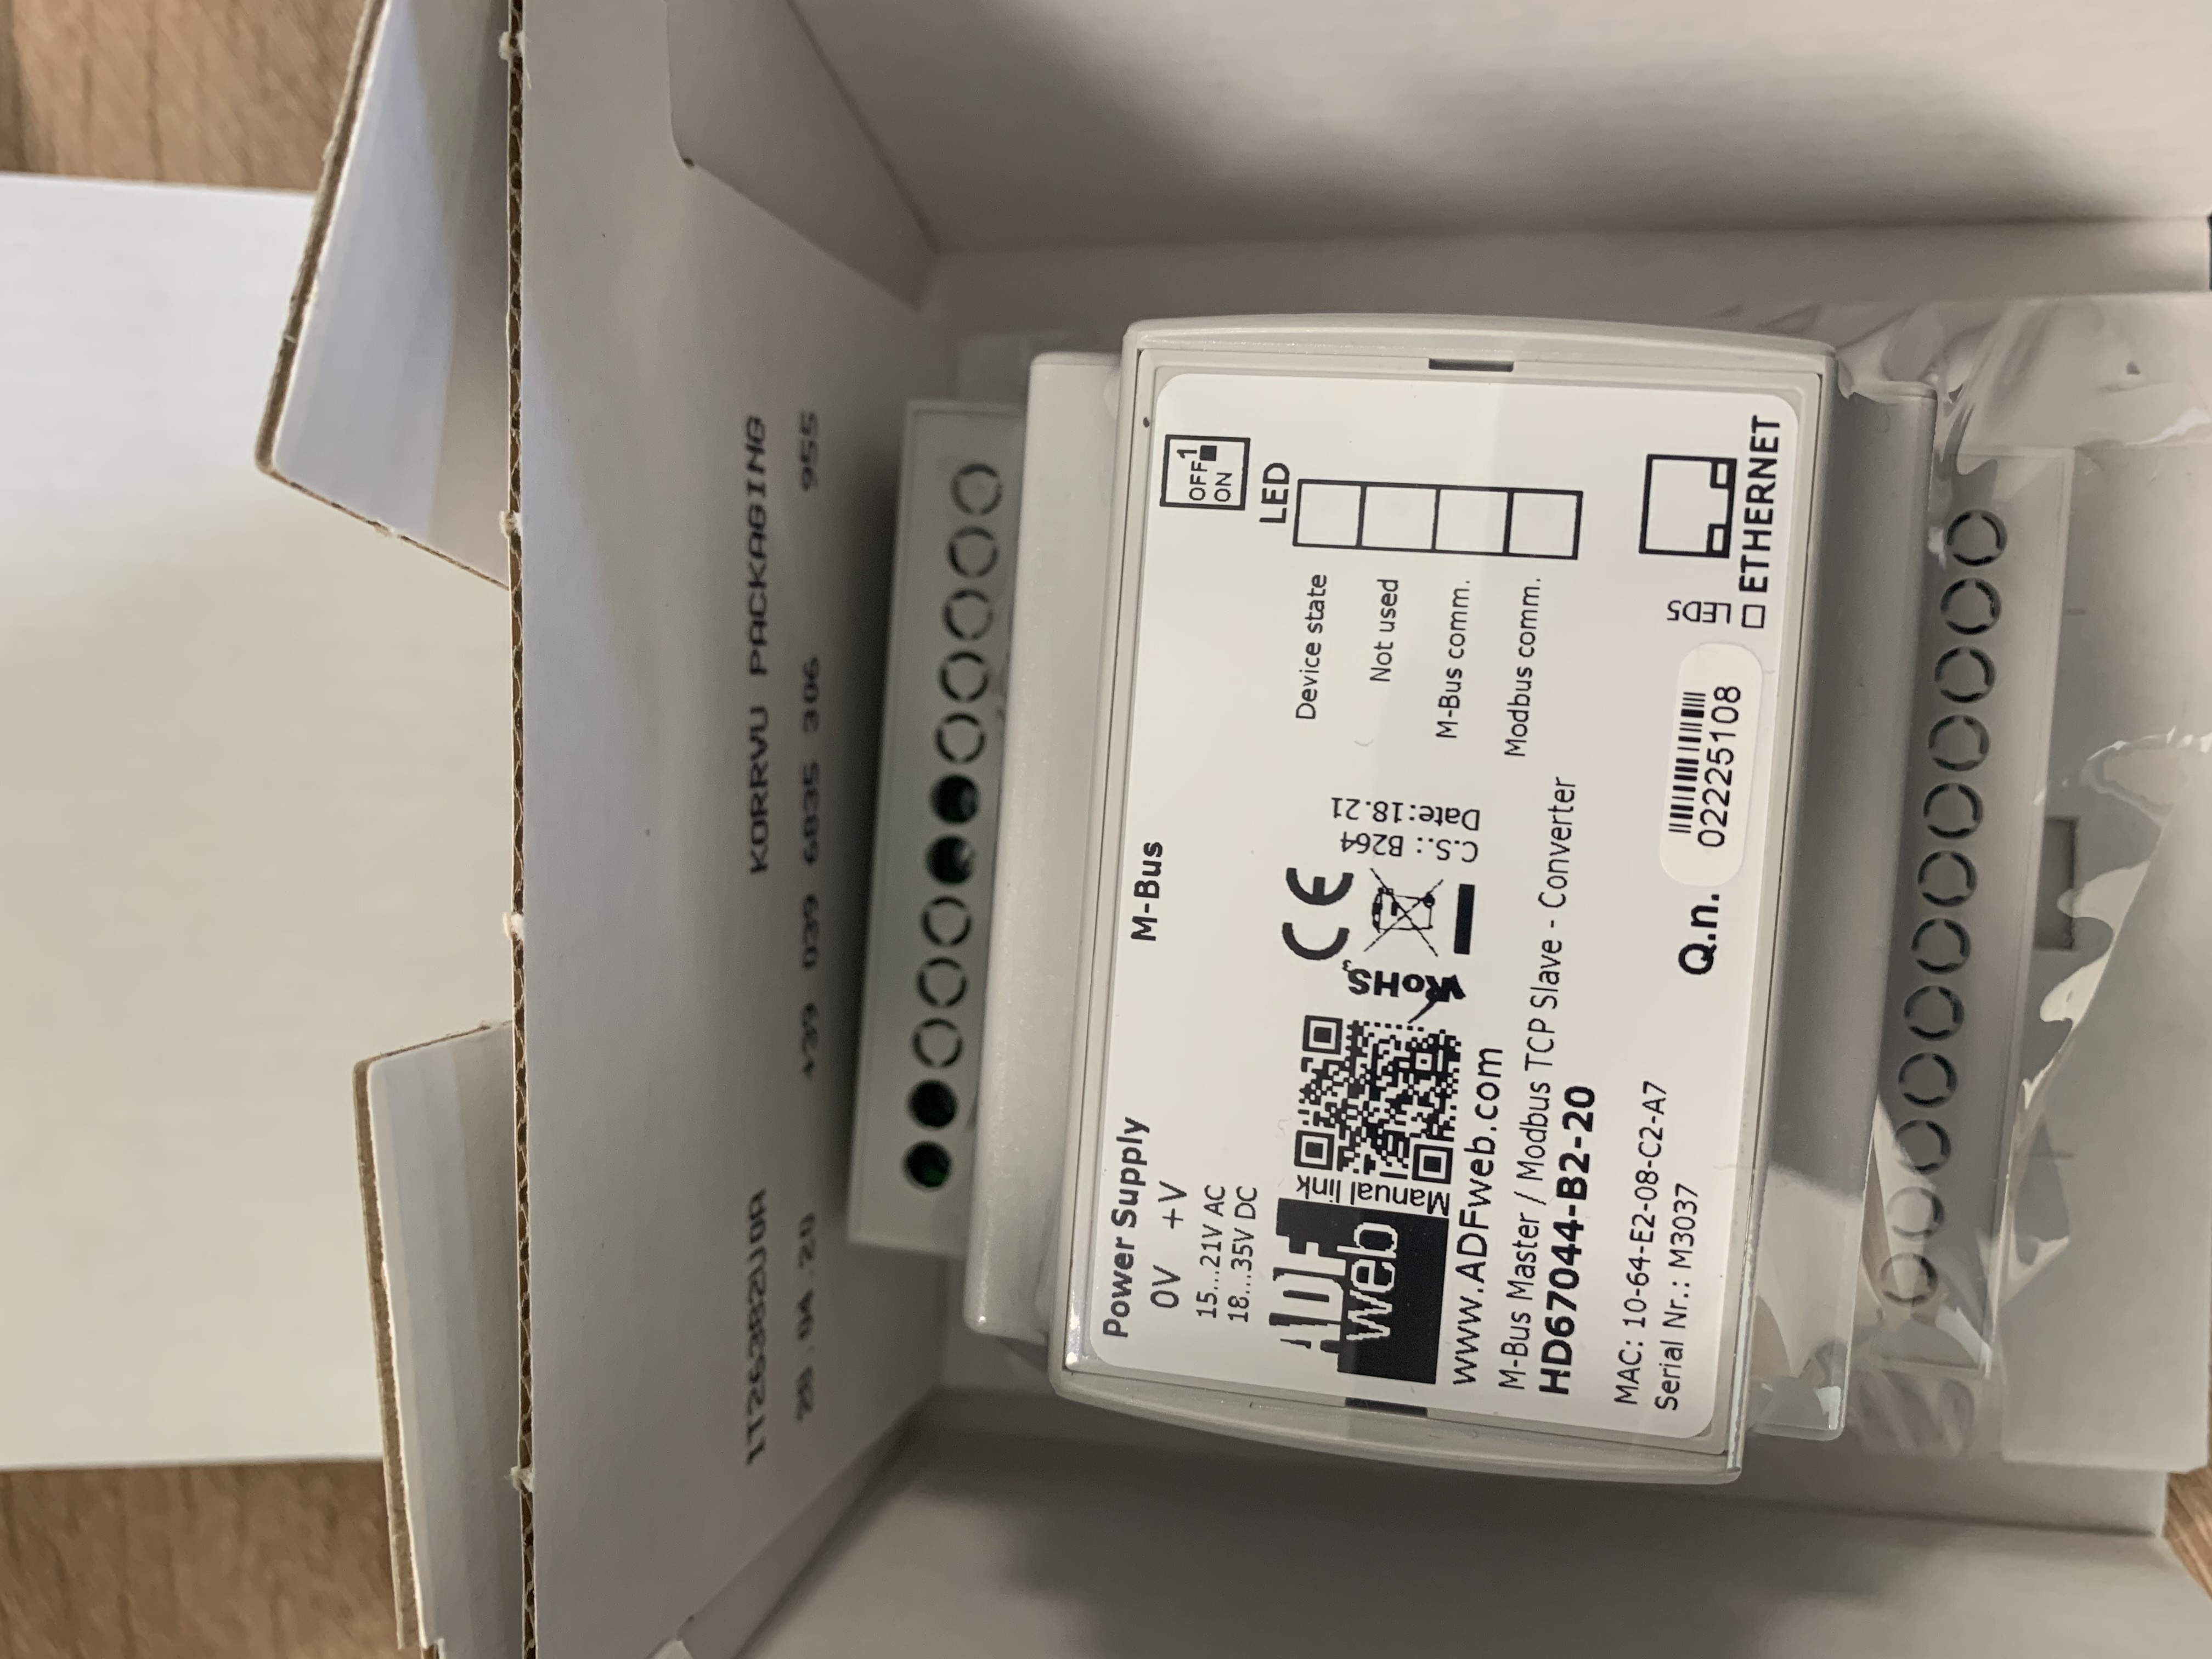 KORRVU PACKAGING
439 039 6835 306 955
28.04.20
Power Supply
0V +V
15...21V AC
18...35V DC
M-Bus
OFF 1
ON
LED
Device state
Not used
M-Bus comm.
Modbus comm.
ADF
web
Manual link
RoHS
CE
C.S.: B264
Date:18.21
www.ADFweb.com
M-Bus Master / Modbus TCP Slave - Converter
HD67044-B2-20
MAC: 10-64-E2-08-C2-A7
Serial Nr.: M3037
Q.n. 02225108
LED5
ETHERNET